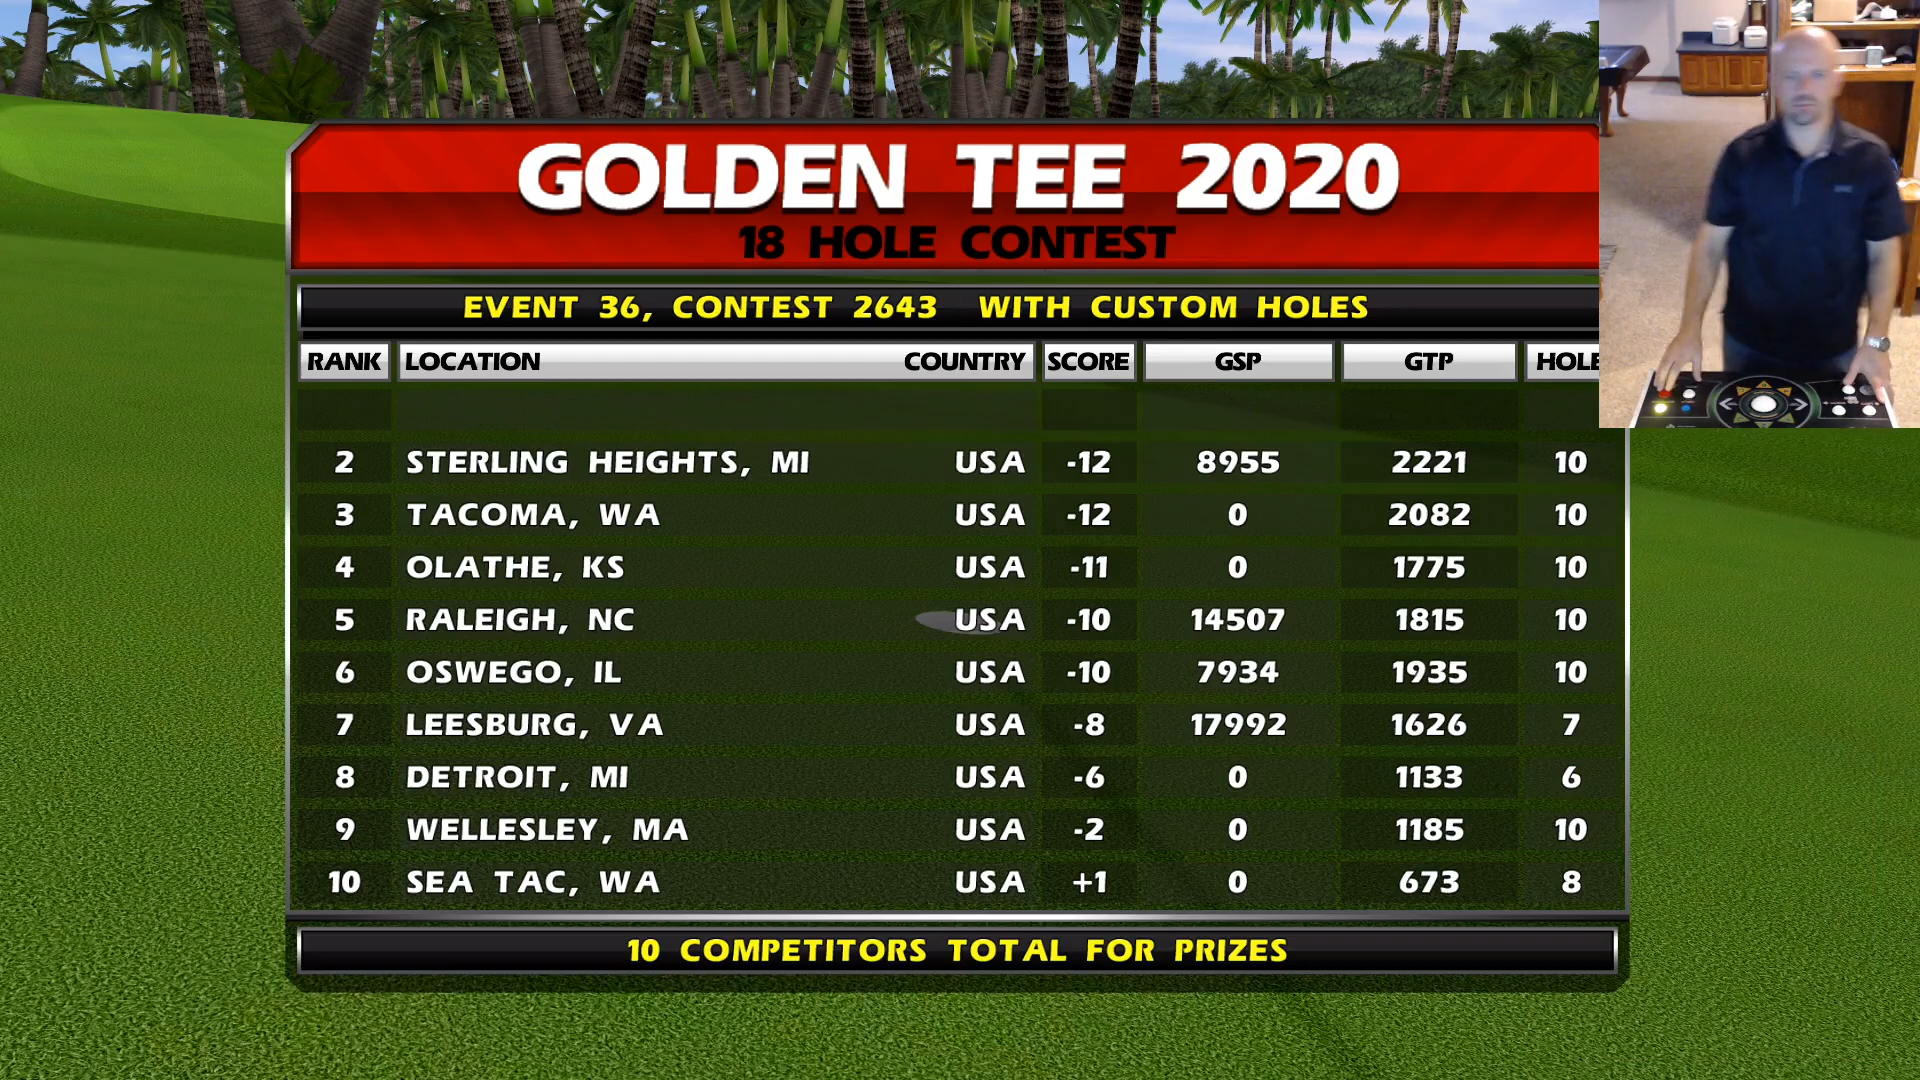 GOLDEN TEE 2020
18 HOLE CONTEST
EVENT 36, CONTEST 2643 WITH CUSTOM HOLES
RANK LOCATION COUNTRY SCORE GSP GTP HOLE
2 STERLING HEIGHTS, MI USA -12 8955 2221 10
3 TACOMA, WA USA -12 0 2082 10
4 OLATHE, KS USA -11 0 1775 10
5 RALEIGH, NC USA -10 14507 1815 10
6 OSWEGO, IL USA -10 7934 1935 10
7 LEESBURG, VA USA -8 17992 1626 7
8 DETROIT, MI USA -6 0 1133 6
9 WELLESLEY, MA USA -2 0 1185 10
10 SEA TAC, WA USA +1 0 673 8
10 COMPETITORS TOTAL FOR PRIZES